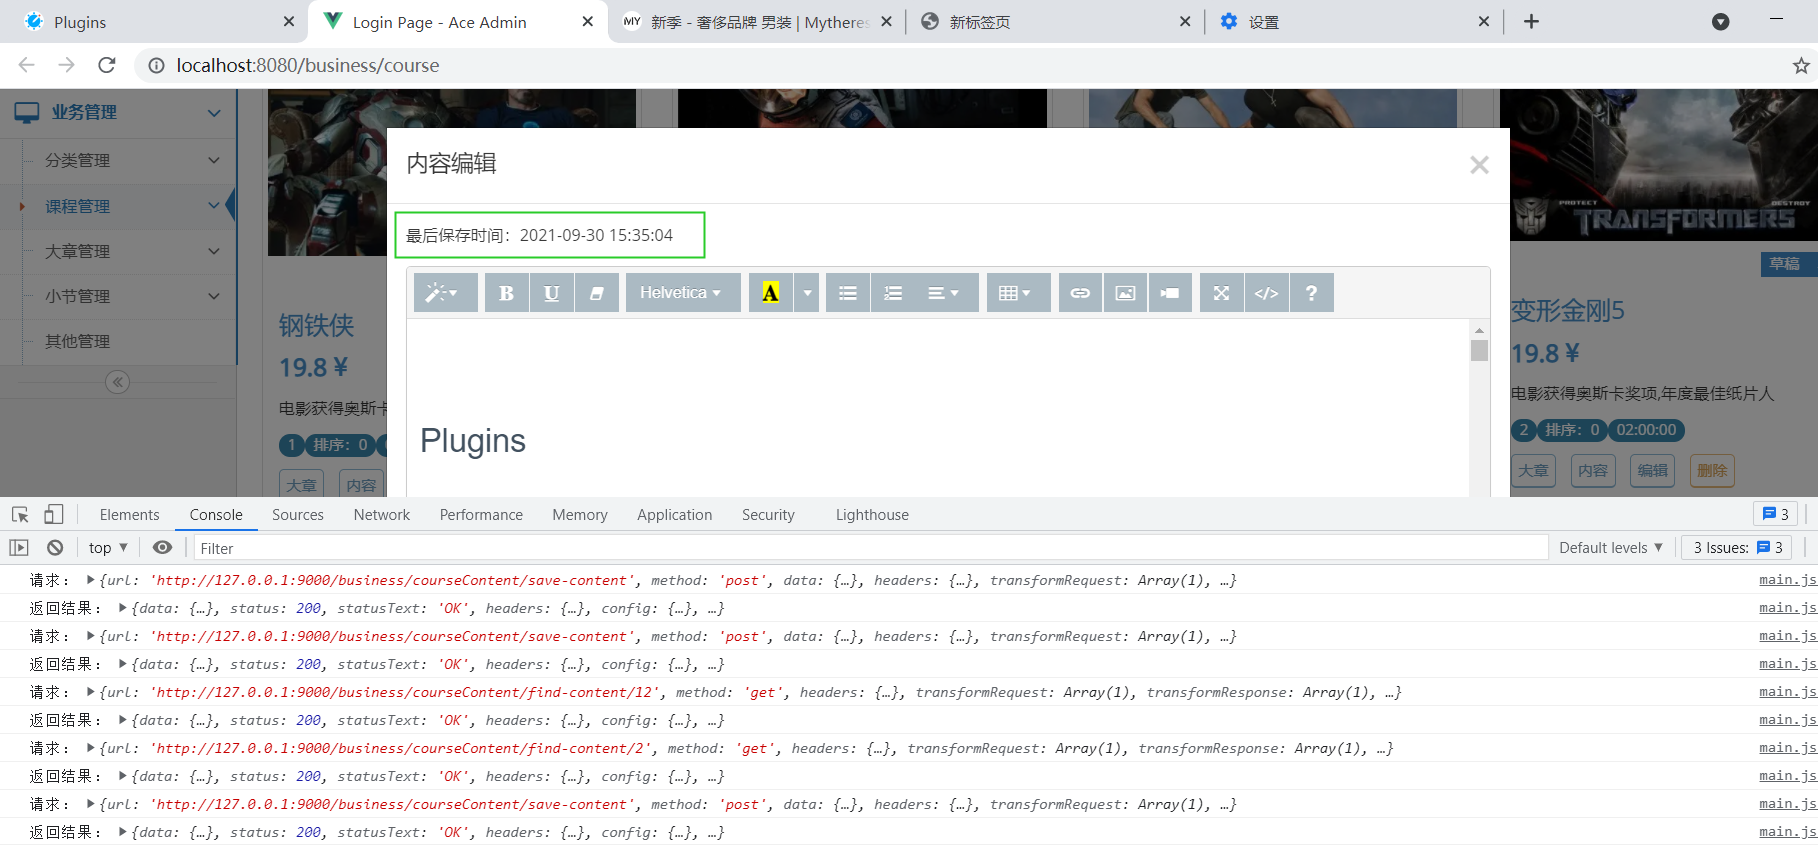 Plugins
Login Page - Ace Admin
MY 新季 - 奢侈品牌 男装 | Mytheres
新标签页
设置
localhost:8080/business/course
业务管理
分类管理
课程管理
大章管理
小节管理
其他管理
钢铁侠
19.8 ¥
电影获得奥斯卡
1 排序：0
大章 内容
内容编辑
×
最后保存时间：2021-09-30 15:35:04
B U Helvetica A </> ?
Plugins
PROTECT DESTROY
TRANSFORMERS
草稿
变形金刚5
19.8 ¥
电影获得奥斯卡奖项,年度最佳纸片人
2 排序：0 02:00:00
大章 内容 编辑 删除
Elements Console Sources Network Performance Memory Application Security Lighthouse 3
top Filter Default levels 3 Issues: 3
请求： {url: 'http://127.0.0.1:9000/business/courseContent/save-content', method: 'post', data: {…}, headers: {…}, transformRequest: Array(1), …} main.js
返回结果： {data: {…}, status: 200, statusText: 'OK', headers: {…}, config: {…}, …} main.js
请求： {url: 'http://127.0.0.1:9000/business/courseContent/save-content', method: 'post', data: {…}, headers: {…}, transformRequest: Array(1), …} main.js
返回结果： {data: {…}, status: 200, statusText: 'OK', headers: {…}, config: {…}, …} main.js
请求： {url: 'http://127.0.0.1:9000/business/courseContent/find-content/12', method: 'get', headers: {…}, transformRequest: Array(1), transformResponse: Array(1), …} main.js
返回结果： {data: {…}, status: 200, statusText: 'OK', headers: {…}, config: {…}, …} main.js
请求： {url: 'http://127.0.0.1:9000/business/courseContent/find-content/2', method: 'get', headers: {…}, transformRequest: Array(1), transformResponse: Array(1), …} main.js
返回结果： {data: {…}, status: 200, statusText: 'OK', headers: {…}, config: {…}, …} main.js
请求： {url: 'http://127.0.0.1:9000/business/courseContent/save-content', method: 'post', data: {…}, headers: {…}, transformRequest: Array(1), …} main.js
返回结果： {data: {…}, status: 200, statusText: 'OK', headers: {…}, config: {…}, …} main.js